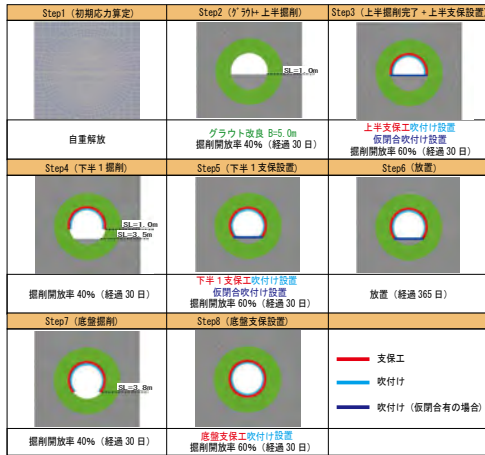 Step1 (初期応力算定)
Step2 (グラウト+上半掘削)
Step3 (上半掘削完了+上半支保設置)
SL=1.0m
自重解放
グラウト改良 B=5.0m
掘削開放率 40% (経過 30 日)
上半支保工吹付け設置
仮閉合吹付け設置
掘削開放率 60% (経過 30 日)
Step4 (下半1掘削)
Step5 (下半1支保設置)
Step6 (放置)
SL=1.0m
SL=3.5m
掘削開放率 40% (経過 30 日)
下半1支保工吹付け設置
仮閉合吹付け設置
掘削開放率 60% (経過 30 日)
放置 (経過 365 日)
Step7 (底盤掘削)
Step8 (底盤支保設置)
SL=3.8m
支保工
吹付け
吹付け (仮閉合有の場合)
掘削開放率 40% (経過 30 日)
底盤支保工吹付け設置
掘削開放率 60% (経過 30 日)